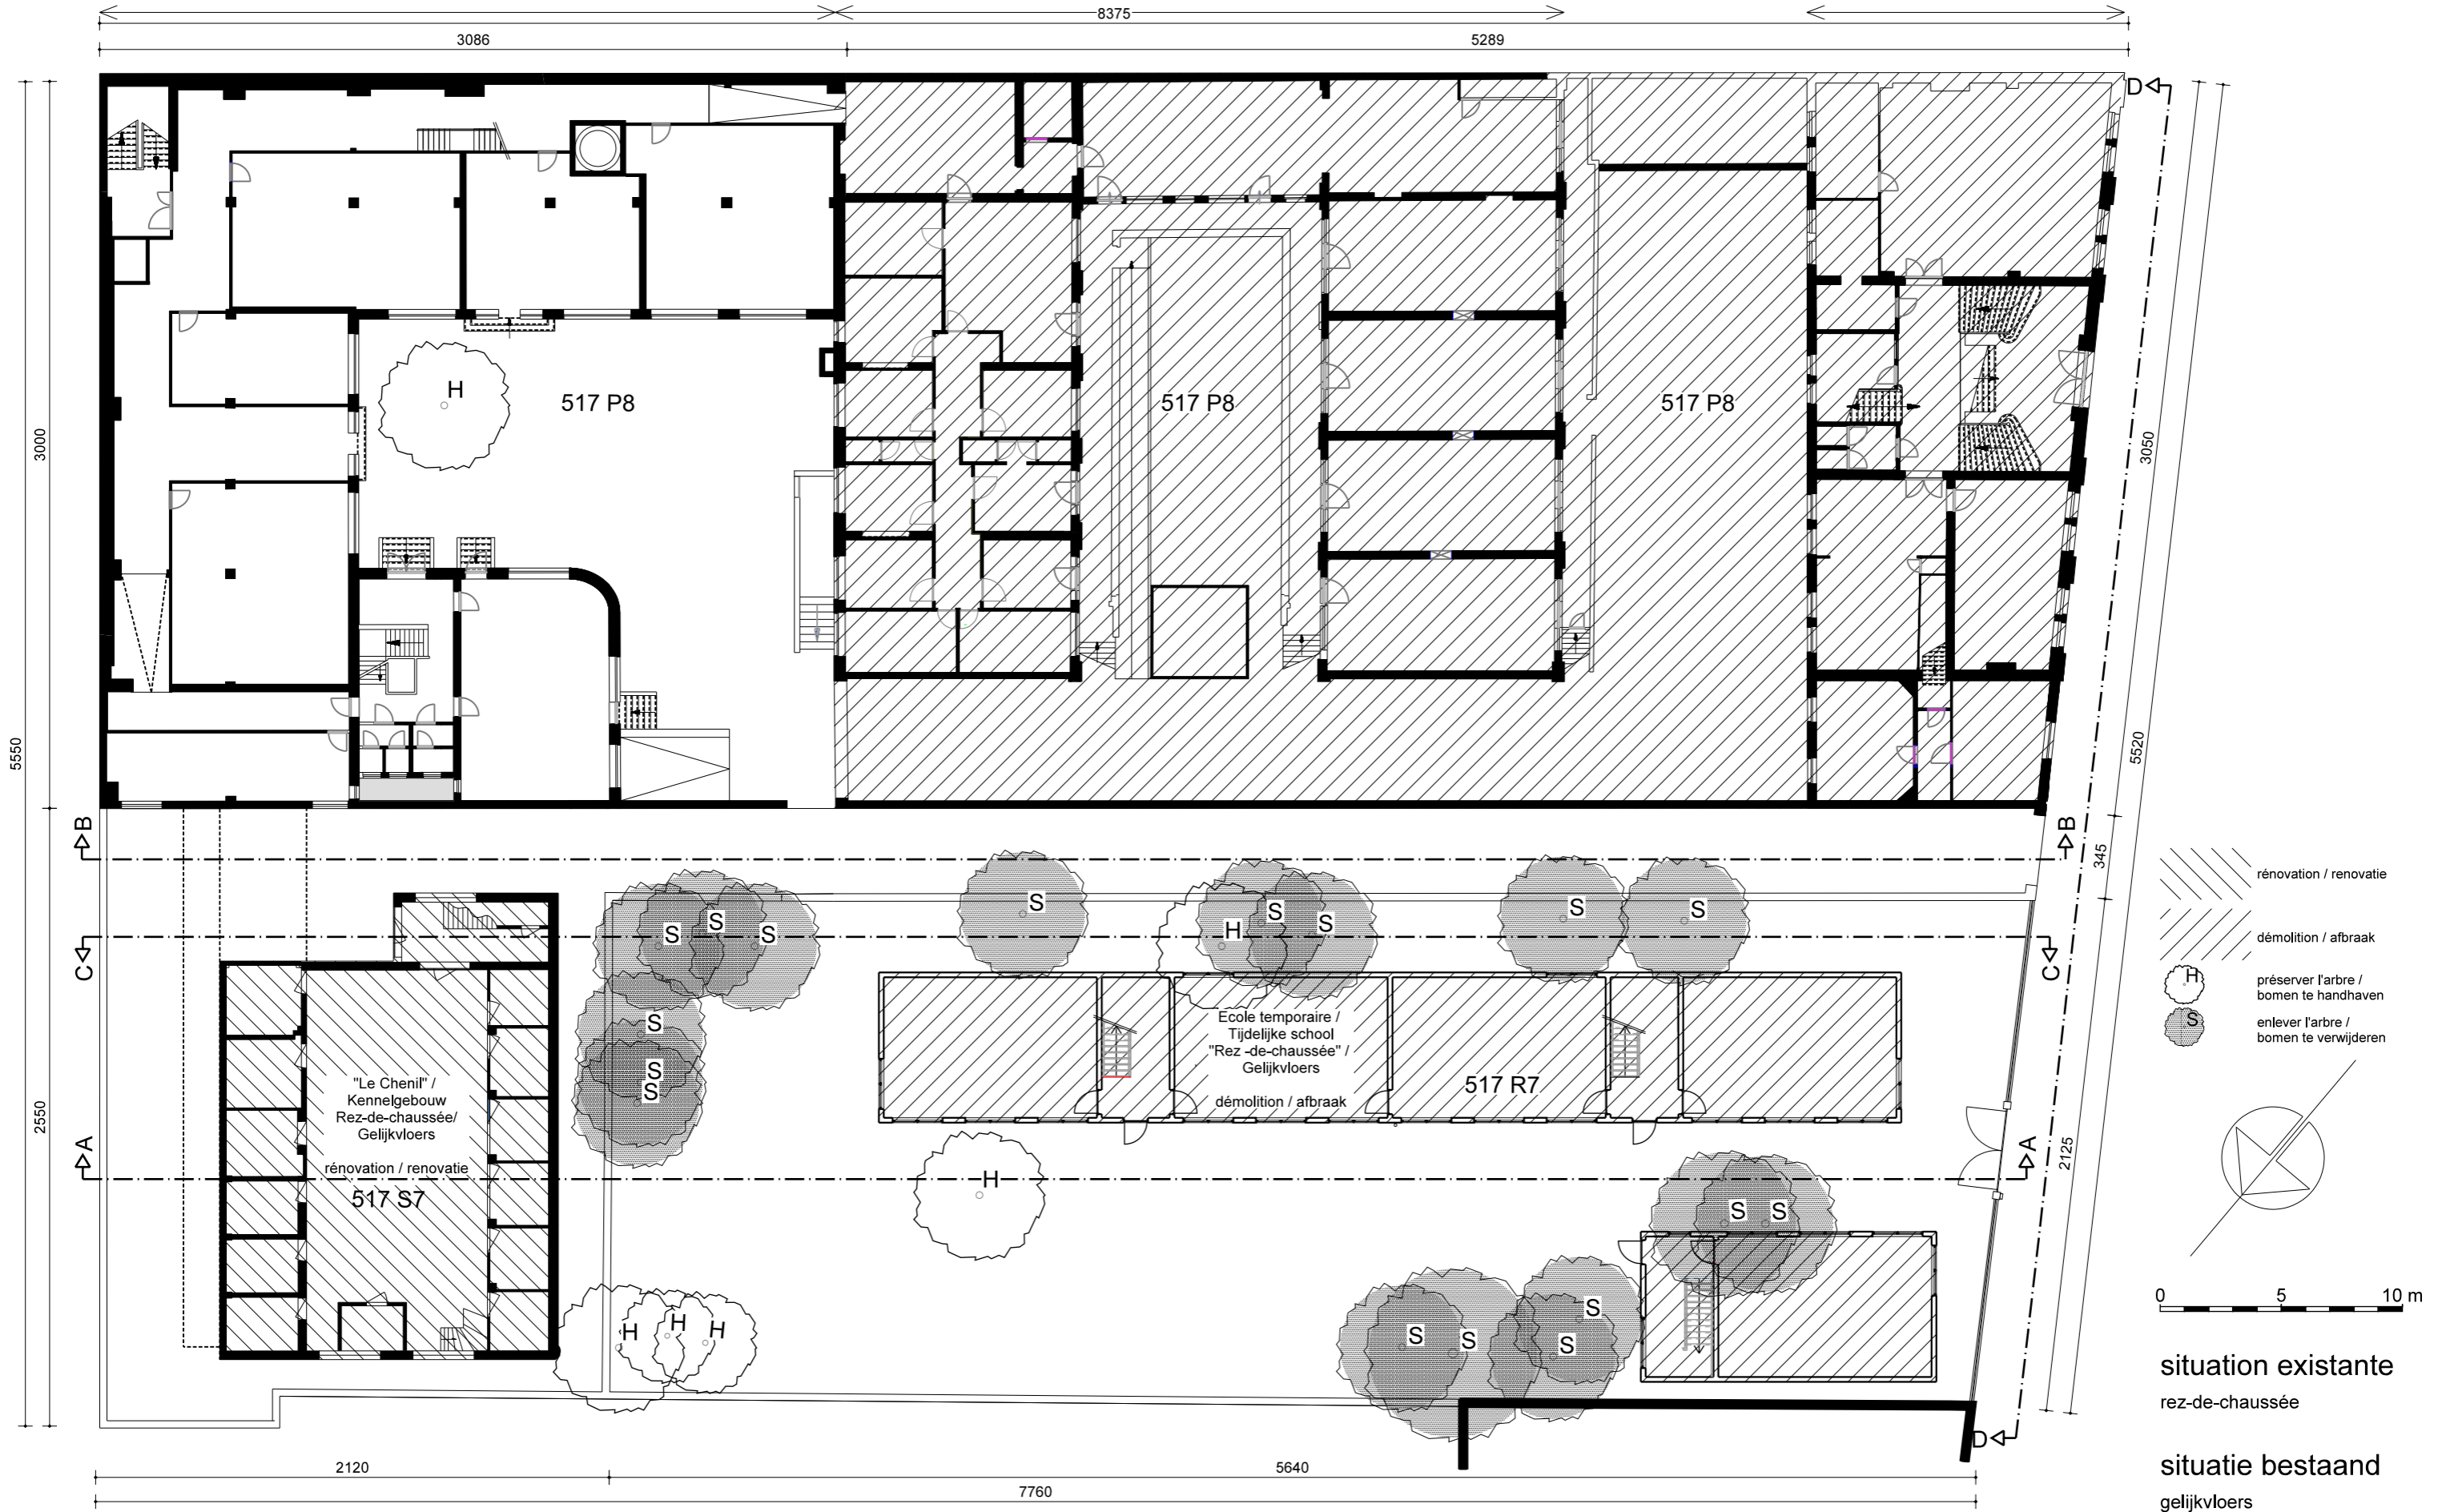 8375
3086
5289
D
H
517 P8
517 P8
517 P8
3000
3050
5550
5520
B
B
345
rénovation / renovatie
démolition / afbraak
H
préserver l'arbre /
bomen te handhaven
S
enlever l'arbre /
bomen te verwijderen
S
S
S
S
S
H
S
S
S
C
C
S
S
S
Ecole temporaire /
Tijdelijke school
"Rez -de-chaussée" /
Gelijkvloers
démolition / afbraak
517 R7
"Le Chenil" /
Kennelgebouw
Rez-de-chaussée/
Gelijkvloers
rénovation / renovatie
517 S7
2550
2125
A
A
H
S
S
H
H
H
S
S
S
S
0 5 10 m
situation existante
rez-de-chaussée
situatie bestaand
gelijkvloers
D
2120
5640
7760